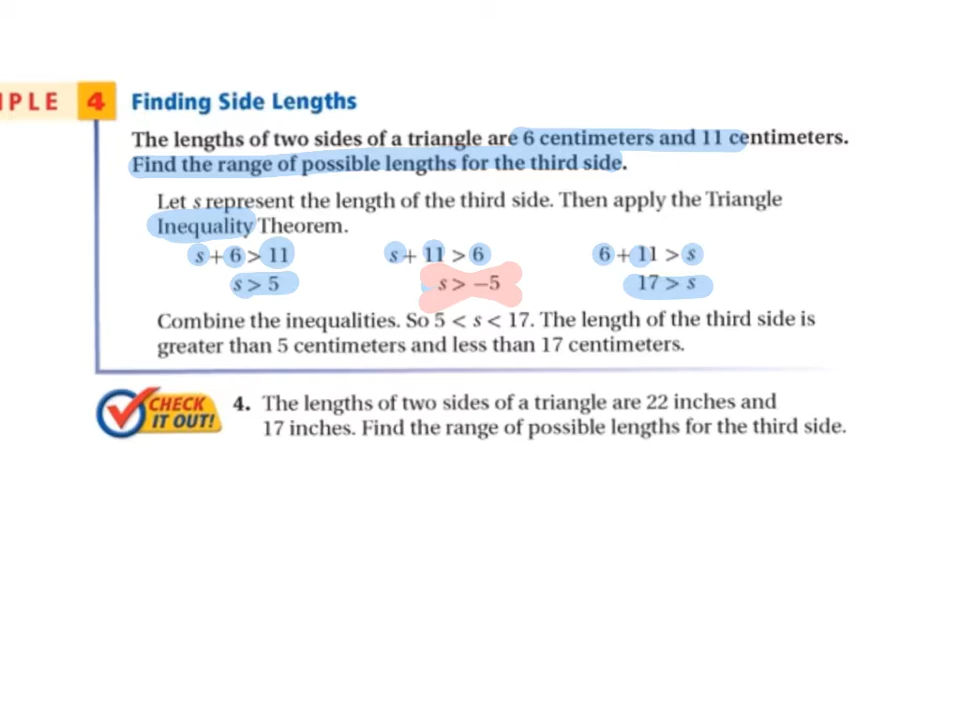 IPLE 4 Finding Side Lengths
The lengths of two sides of a triangle are 6 centimeters and 11 centimeters.
Find the range of possible lengths for the third side.
Let s represent the length of the third side. Then apply the Triangle
Inequality Theorem.
s + 6 > 11 s + 11 > 6 6 + 11 > s
s > 5 s > −5 17 > s
Combine the inequalities. So 5 < s < 17. The length of the third side is
greater than 5 centimeters and less than 17 centimeters.
CHECK
IT OUT!
4. The lengths of two sides of a triangle are 22 inches and
17 inches. Find the range of possible lengths for the third side.